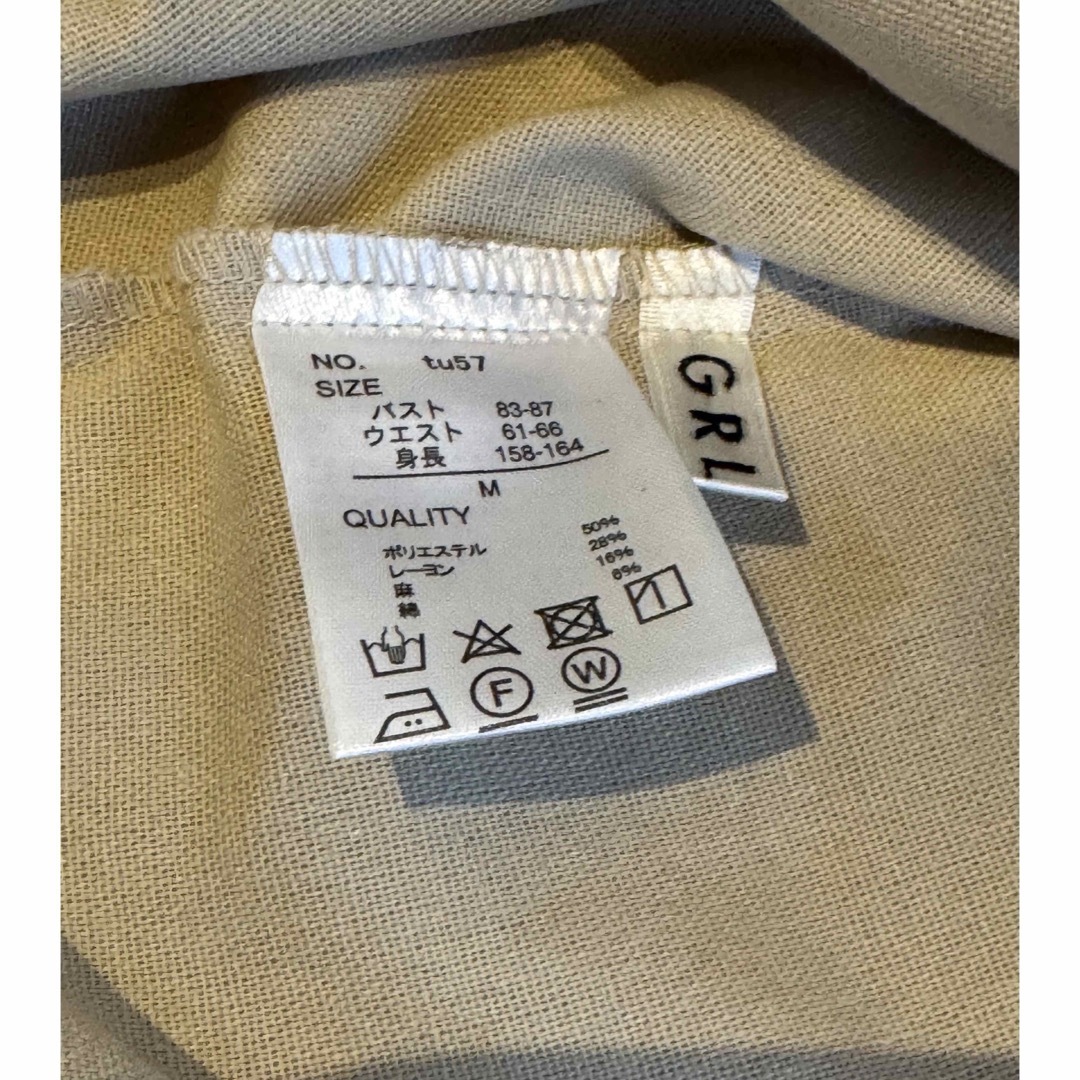 NO. tu57
SIZE
バスト 83-87
ウエスト 61-66
身長 158-164
M
QUALITY
ポリエステル 50%
レーヨン 28%
麻 16%
綿 6%
F
W
GRL